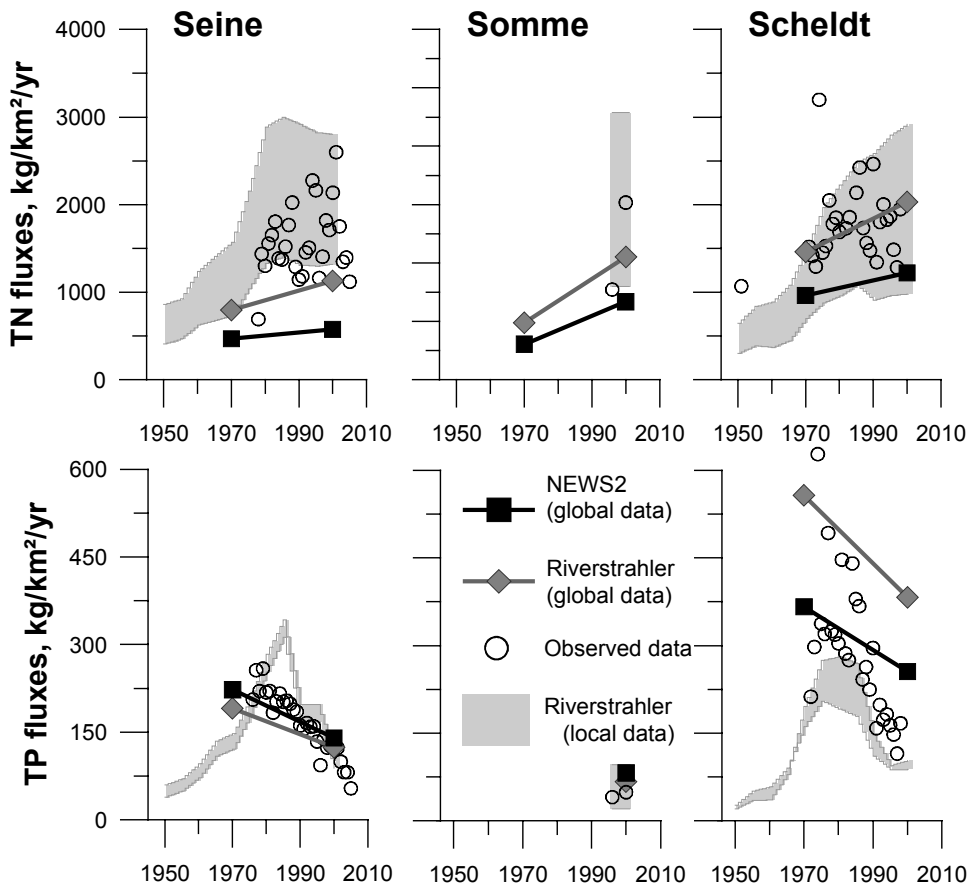 Seine
Somme
Scheldt
TN fluxes, kg/km²/yr
4000
3000
2000
1000
0
1950 1970 1990 2010
1950 1970 1990 2010
1950 1970 1990 2010
TP fluxes, kg/km²/yr
600
450
300
150
0
NEWS2
(global data)
Riverstrahler
(global data)
Observed data
Riverstrahler
(local data)
1950 1970 1990 2010
1950 1970 1990 2010
1950 1970 1990 2010